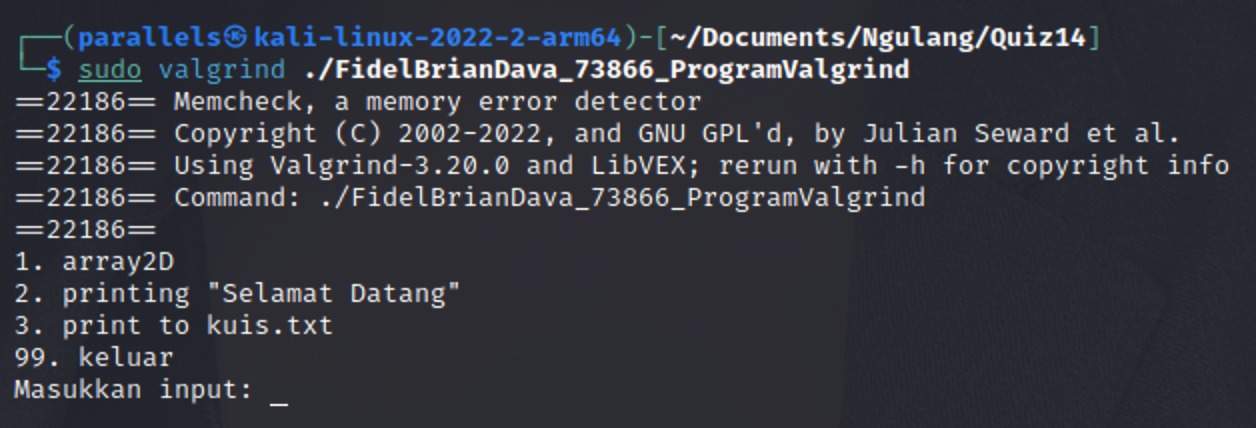 ┌──(parallels㉿kali-linux-2022-2-arm64)-[~/Documents/Ngulang/Quiz14]
└─$ sudo valgrind ./FidelBrianDava_73866_ProgramValgrind
==22186== Memcheck, a memory error detector
==22186== Copyright (C) 2002-2022, and GNU GPL'd, by Julian Seward et al.
==22186== Using Valgrind-3.20.0 and LibVEX; rerun with -h for copyright info
==22186== Command: ./FidelBrianDava_73866_ProgramValgrind
==22186==
1. array2D
2. printing "Selamat Datang"
3. print to kuis.txt
99. keluar
Masukkan input: _